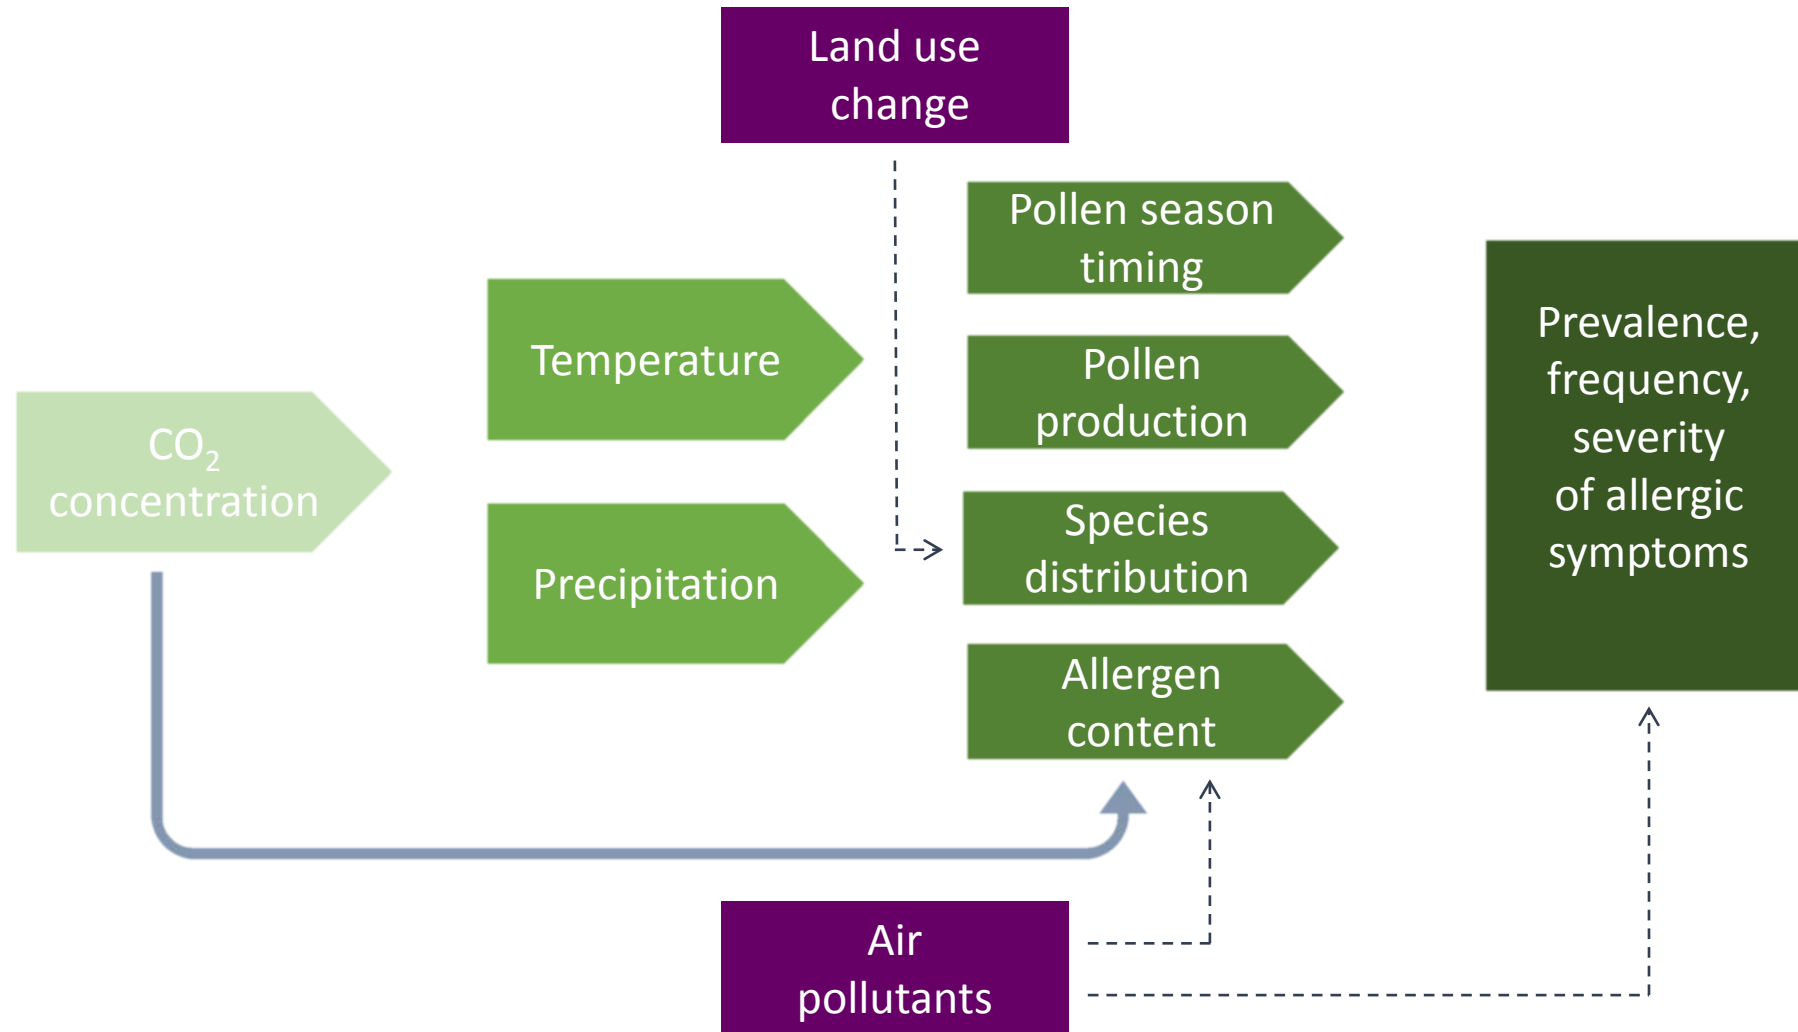 Land use
change
Pollen season
timing
Temperature
Pollen
production
Prevalence,
frequency,
severity
of allergic
symptoms
CO₂
concentration
Precipitation
Species
distribution
Allergen
content
Air
pollutants